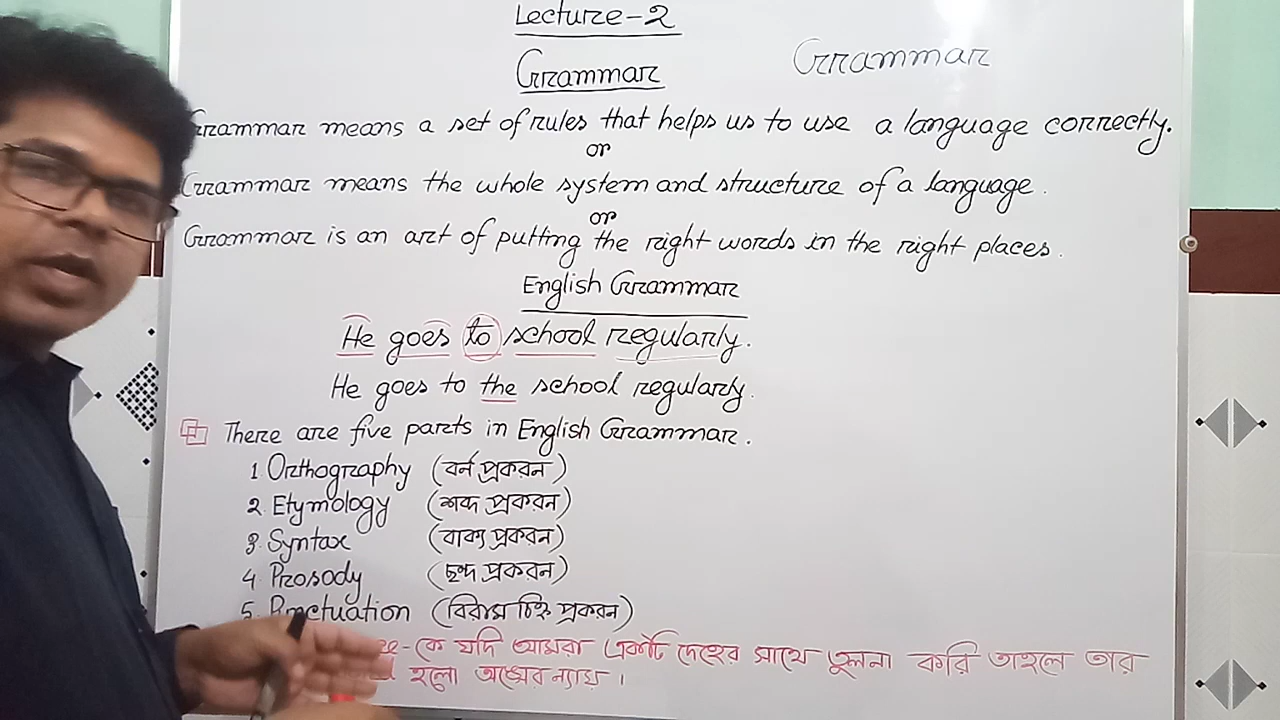 Lecture-2
Grammar Grammar
Grammar means a set of rules that helps us to use a language correctly.
or
Grammar means the whole system and structure of a language.
or
Grammar is an art of putting the right words in the right places.
English Grammar
He goes to school regularly.
He goes to the school regularly.
There are five parts in English Grammar.
1. Orthography (বর্ন প্রকরন)
2. Etymology (শব্দ প্রকরন)
3. Syntax (বাক্য প্রকরন)
4. Prosody (ছন্দ প্রকরন)
5. Punctuation (বিরাম চিহ্ন প্রকরন)
-কে যদি আমরা একটি দেহের সাথে তুলনা করি তাহলে তার
হলো অঙ্গের ন্যায়।